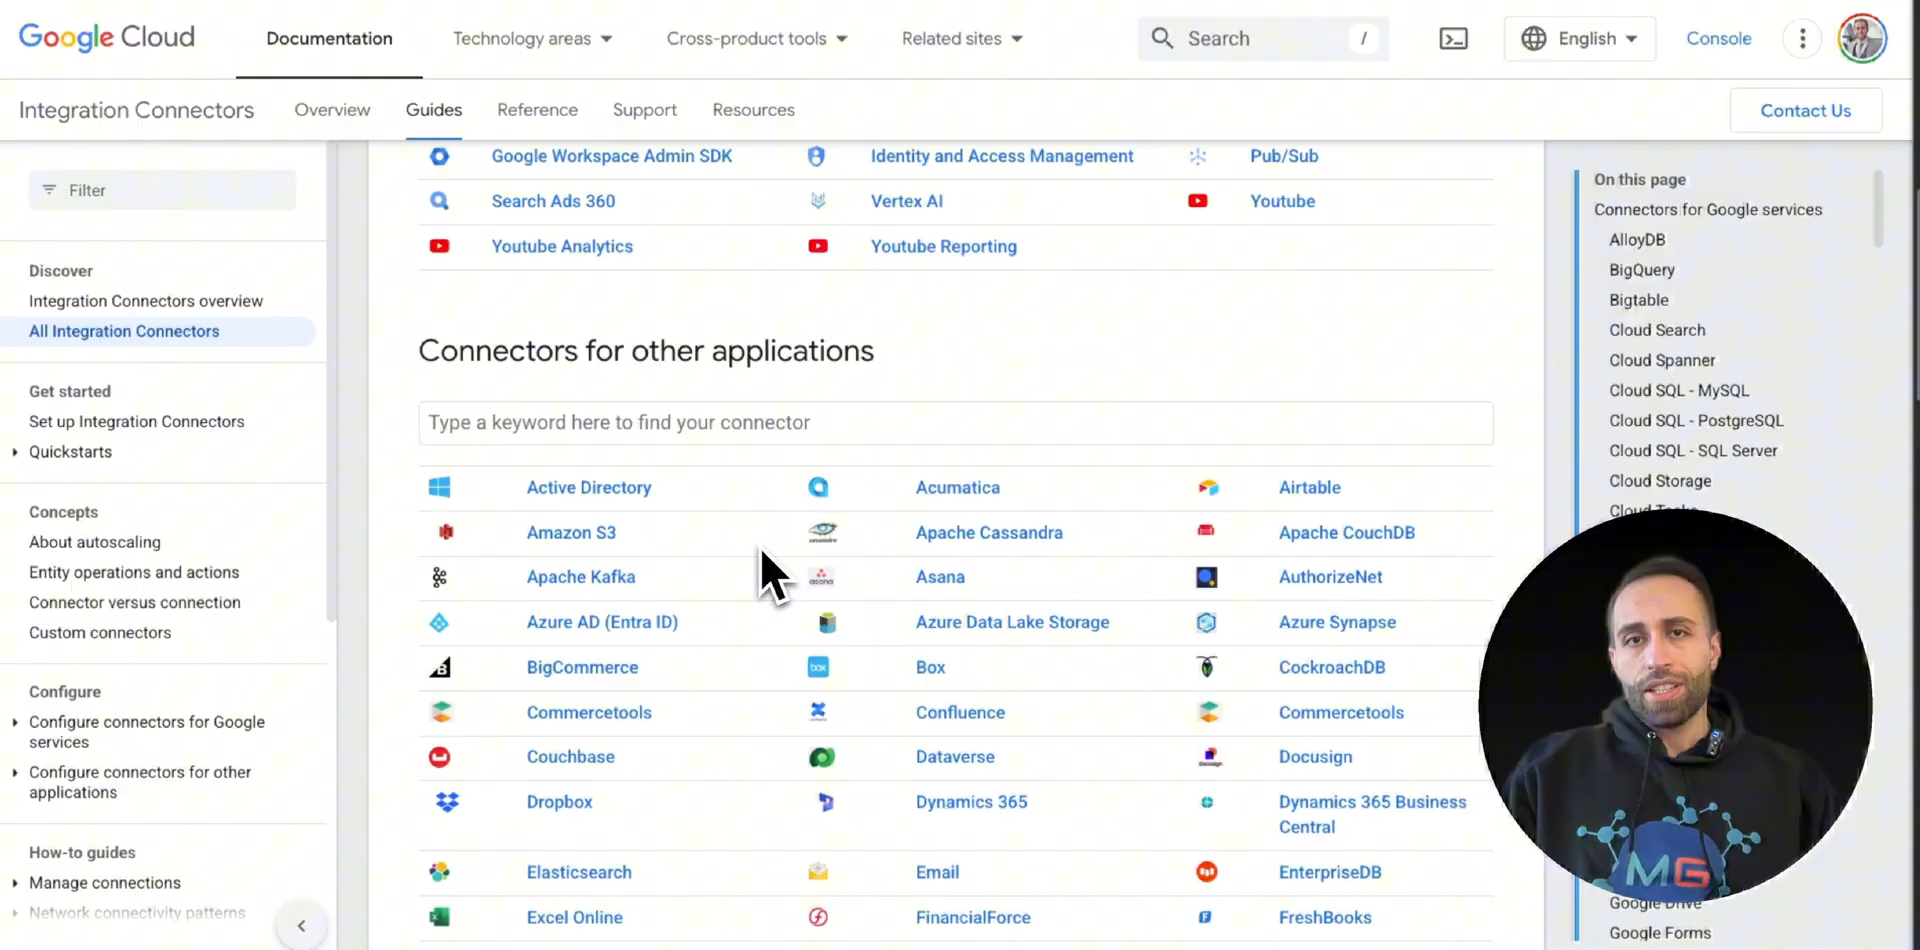 Google Cloud
Documentation
Technology areas
Cross-product tools
Related sites
Search
/
English
Console
Integration Connectors
Overview
Guides
Reference
Support
Resources
Contact Us
Filter
Discover
Integration Connectors overview
All Integration Connectors
Get started
Set up Integration Connectors
Quickstarts
Concepts
About autoscaling
Entity operations and actions
Connector versus connection
Custom connectors
Configure
Configure connectors for Google
services
Configure connectors for other
applications
How-to guides
Manage connections
Network connectivity patterns
Google Workspace Admin SDK
Identity and Access Management
Pub/Sub
Search Ads 360
Vertex AI
Youtube
Youtube Analytics
Youtube Reporting
Connectors for other applications
Type a keyword here to find your connector
Active Directory
Acumatica
Airtable
Amazon S3
Apache Cassandra
Apache CouchDB
Apache Kafka
asana
Asana
AuthorizeNet
Azure AD (Entra ID)
Azure Data Lake Storage
Azure Synapse
BigCommerce
box
Box
CockroachDB
Commercetools
Confluence
Commercetools
Couchbase
Dataverse
Docusign
Dropbox
Dynamics 365
Dynamics 365 Business
Central
Elasticsearch
Email
EnterpriseDB
Excel Online
FinancialForce
FreshBooks
On this page
Connectors for Google services
AlloyDB
BigQuery
Bigtable
Cloud Search
Cloud Spanner
Cloud SQL - MySQL
Cloud SQL - PostgreSQL
Cloud SQL - SQL Server
Cloud Storage
Cloud Tasks
Google Drive
Google Forms
MG